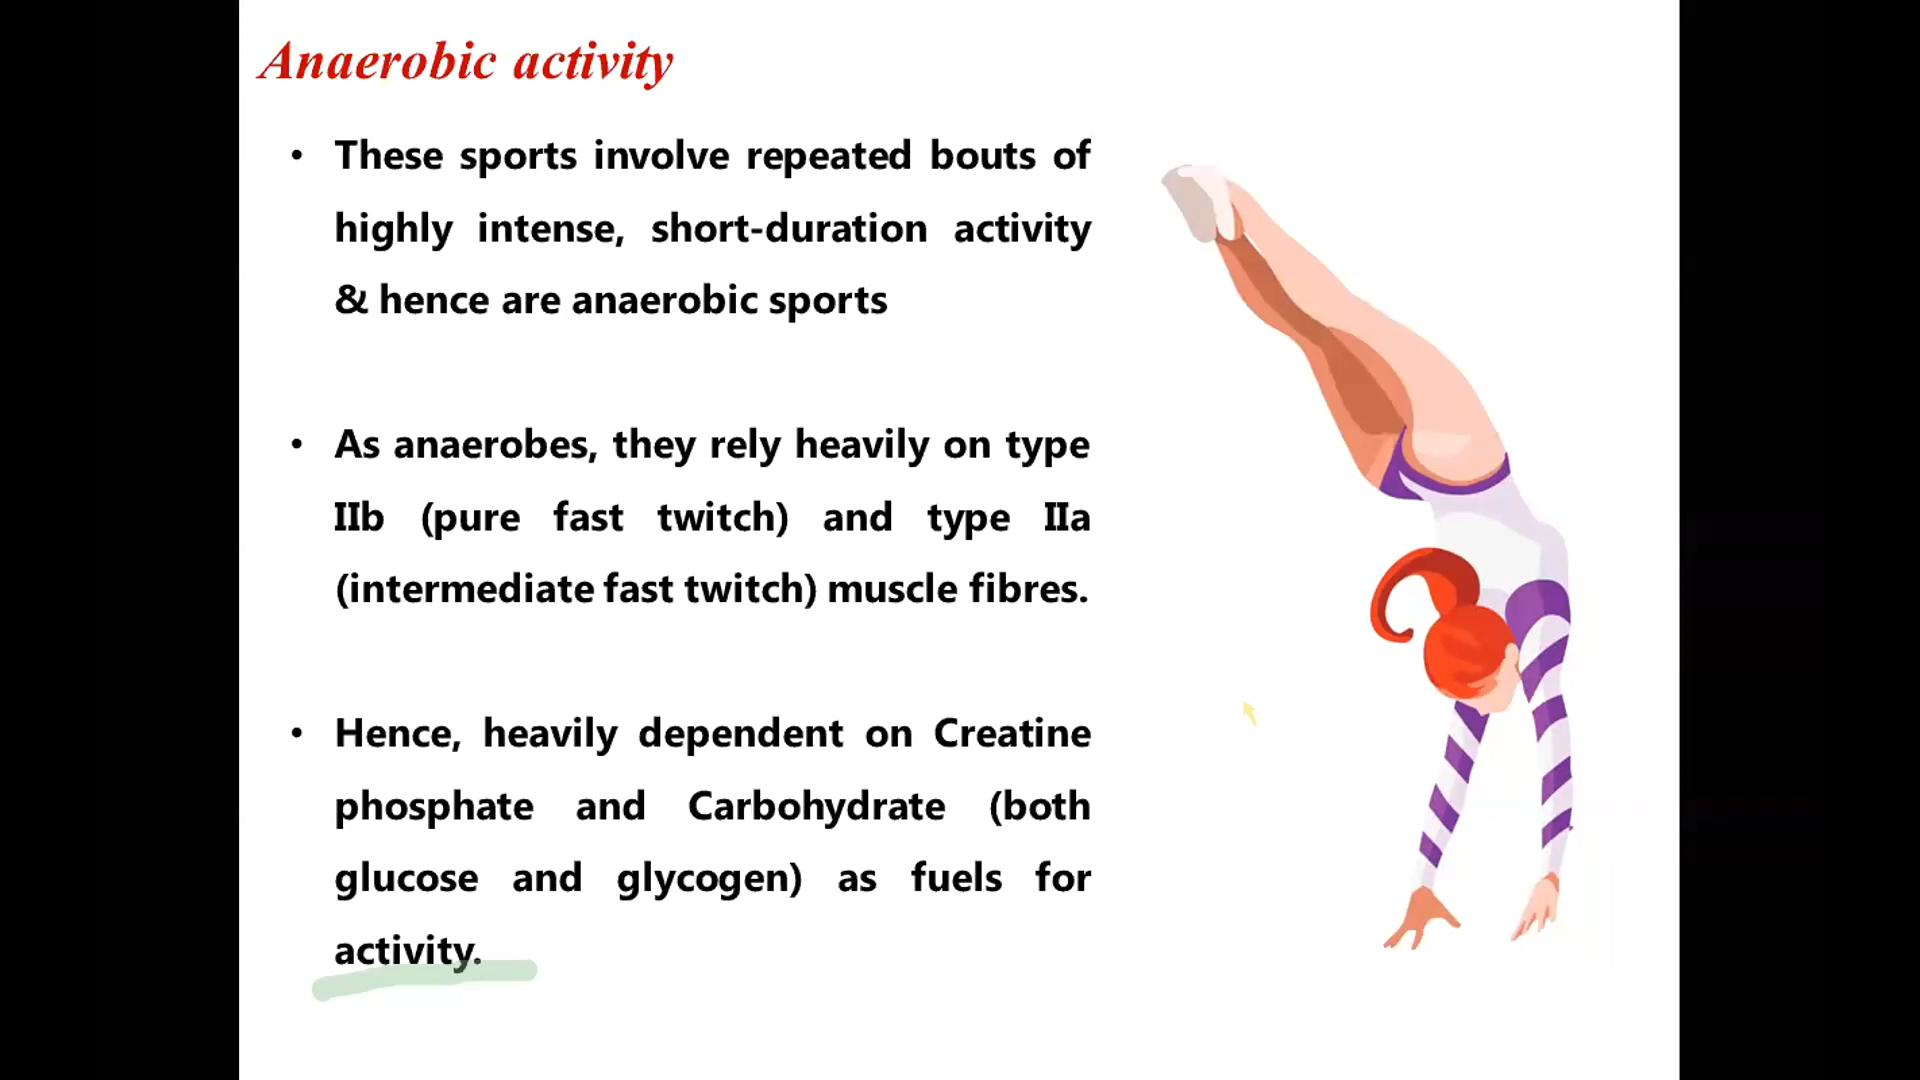 Anaerobic activity
• These sports involve repeated bouts of
highly intense, short-duration activity
& hence are anaerobic sports
• As anaerobes, they rely heavily on type
IIb (pure fast twitch) and type IIa
(intermediate fast twitch) muscle fibres.
• Hence, heavily dependent on Creatine
phosphate and Carbohydrate (both
glucose and glycogen) as fuels for
activity.